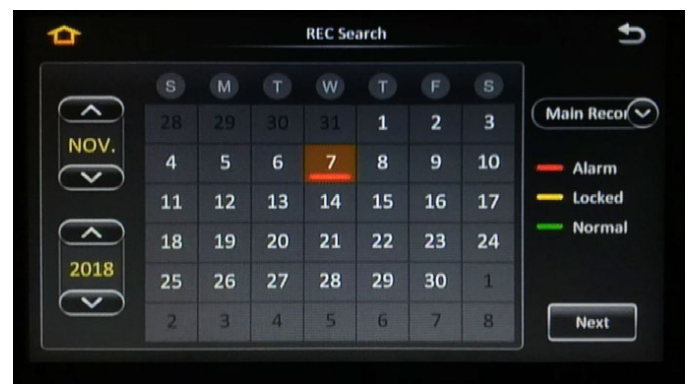 REC Search
S M T W T F S
28 29 30 31 1 2 3
4 5 6 7 8 9 10
11 12 13 14 15 16 17
18 19 20 21 22 23 24
25 26 27 28 29 30 1
2 3 4 5 6 7 8
NOV.
2018
Main Recor
Alarm
Locked
Normal
Next